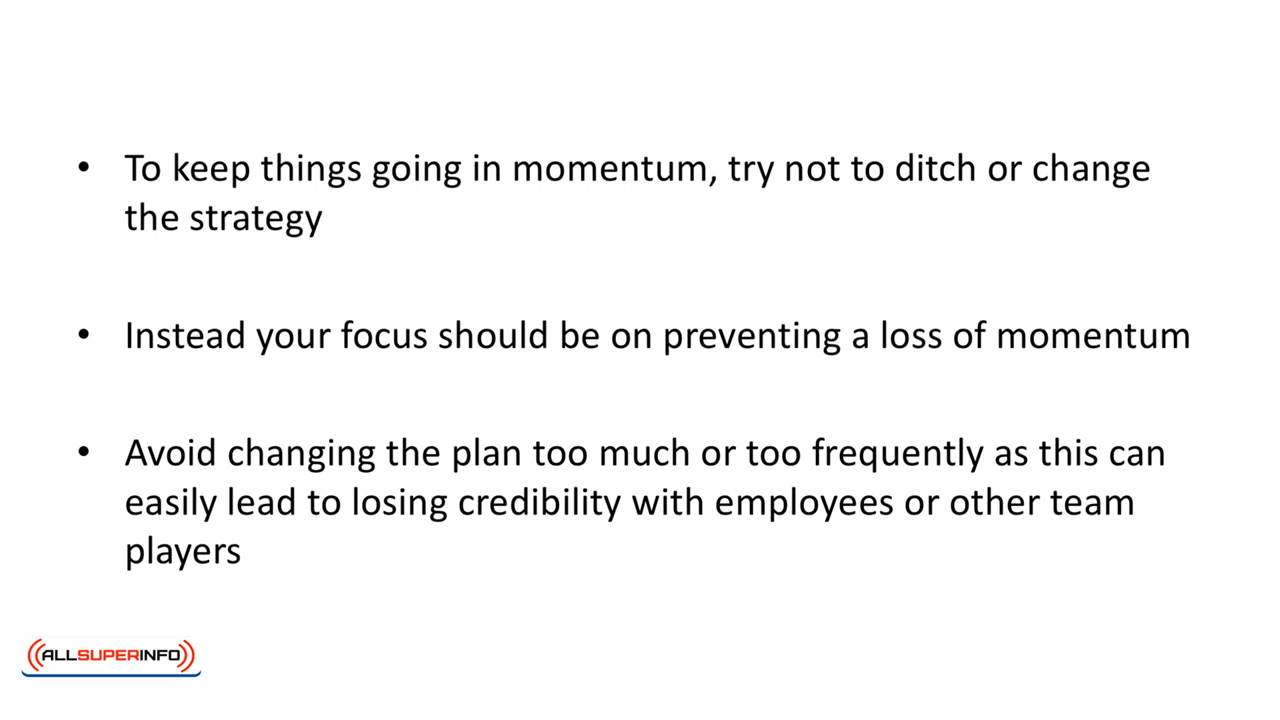 • To keep things going in momentum, try not to ditch or change
the strategy
• Instead your focus should be on preventing a loss of momentum
• Avoid changing the plan too much or too frequently as this can
easily lead to losing credibility with employees or other team
players
((ALLSUPERINFO))